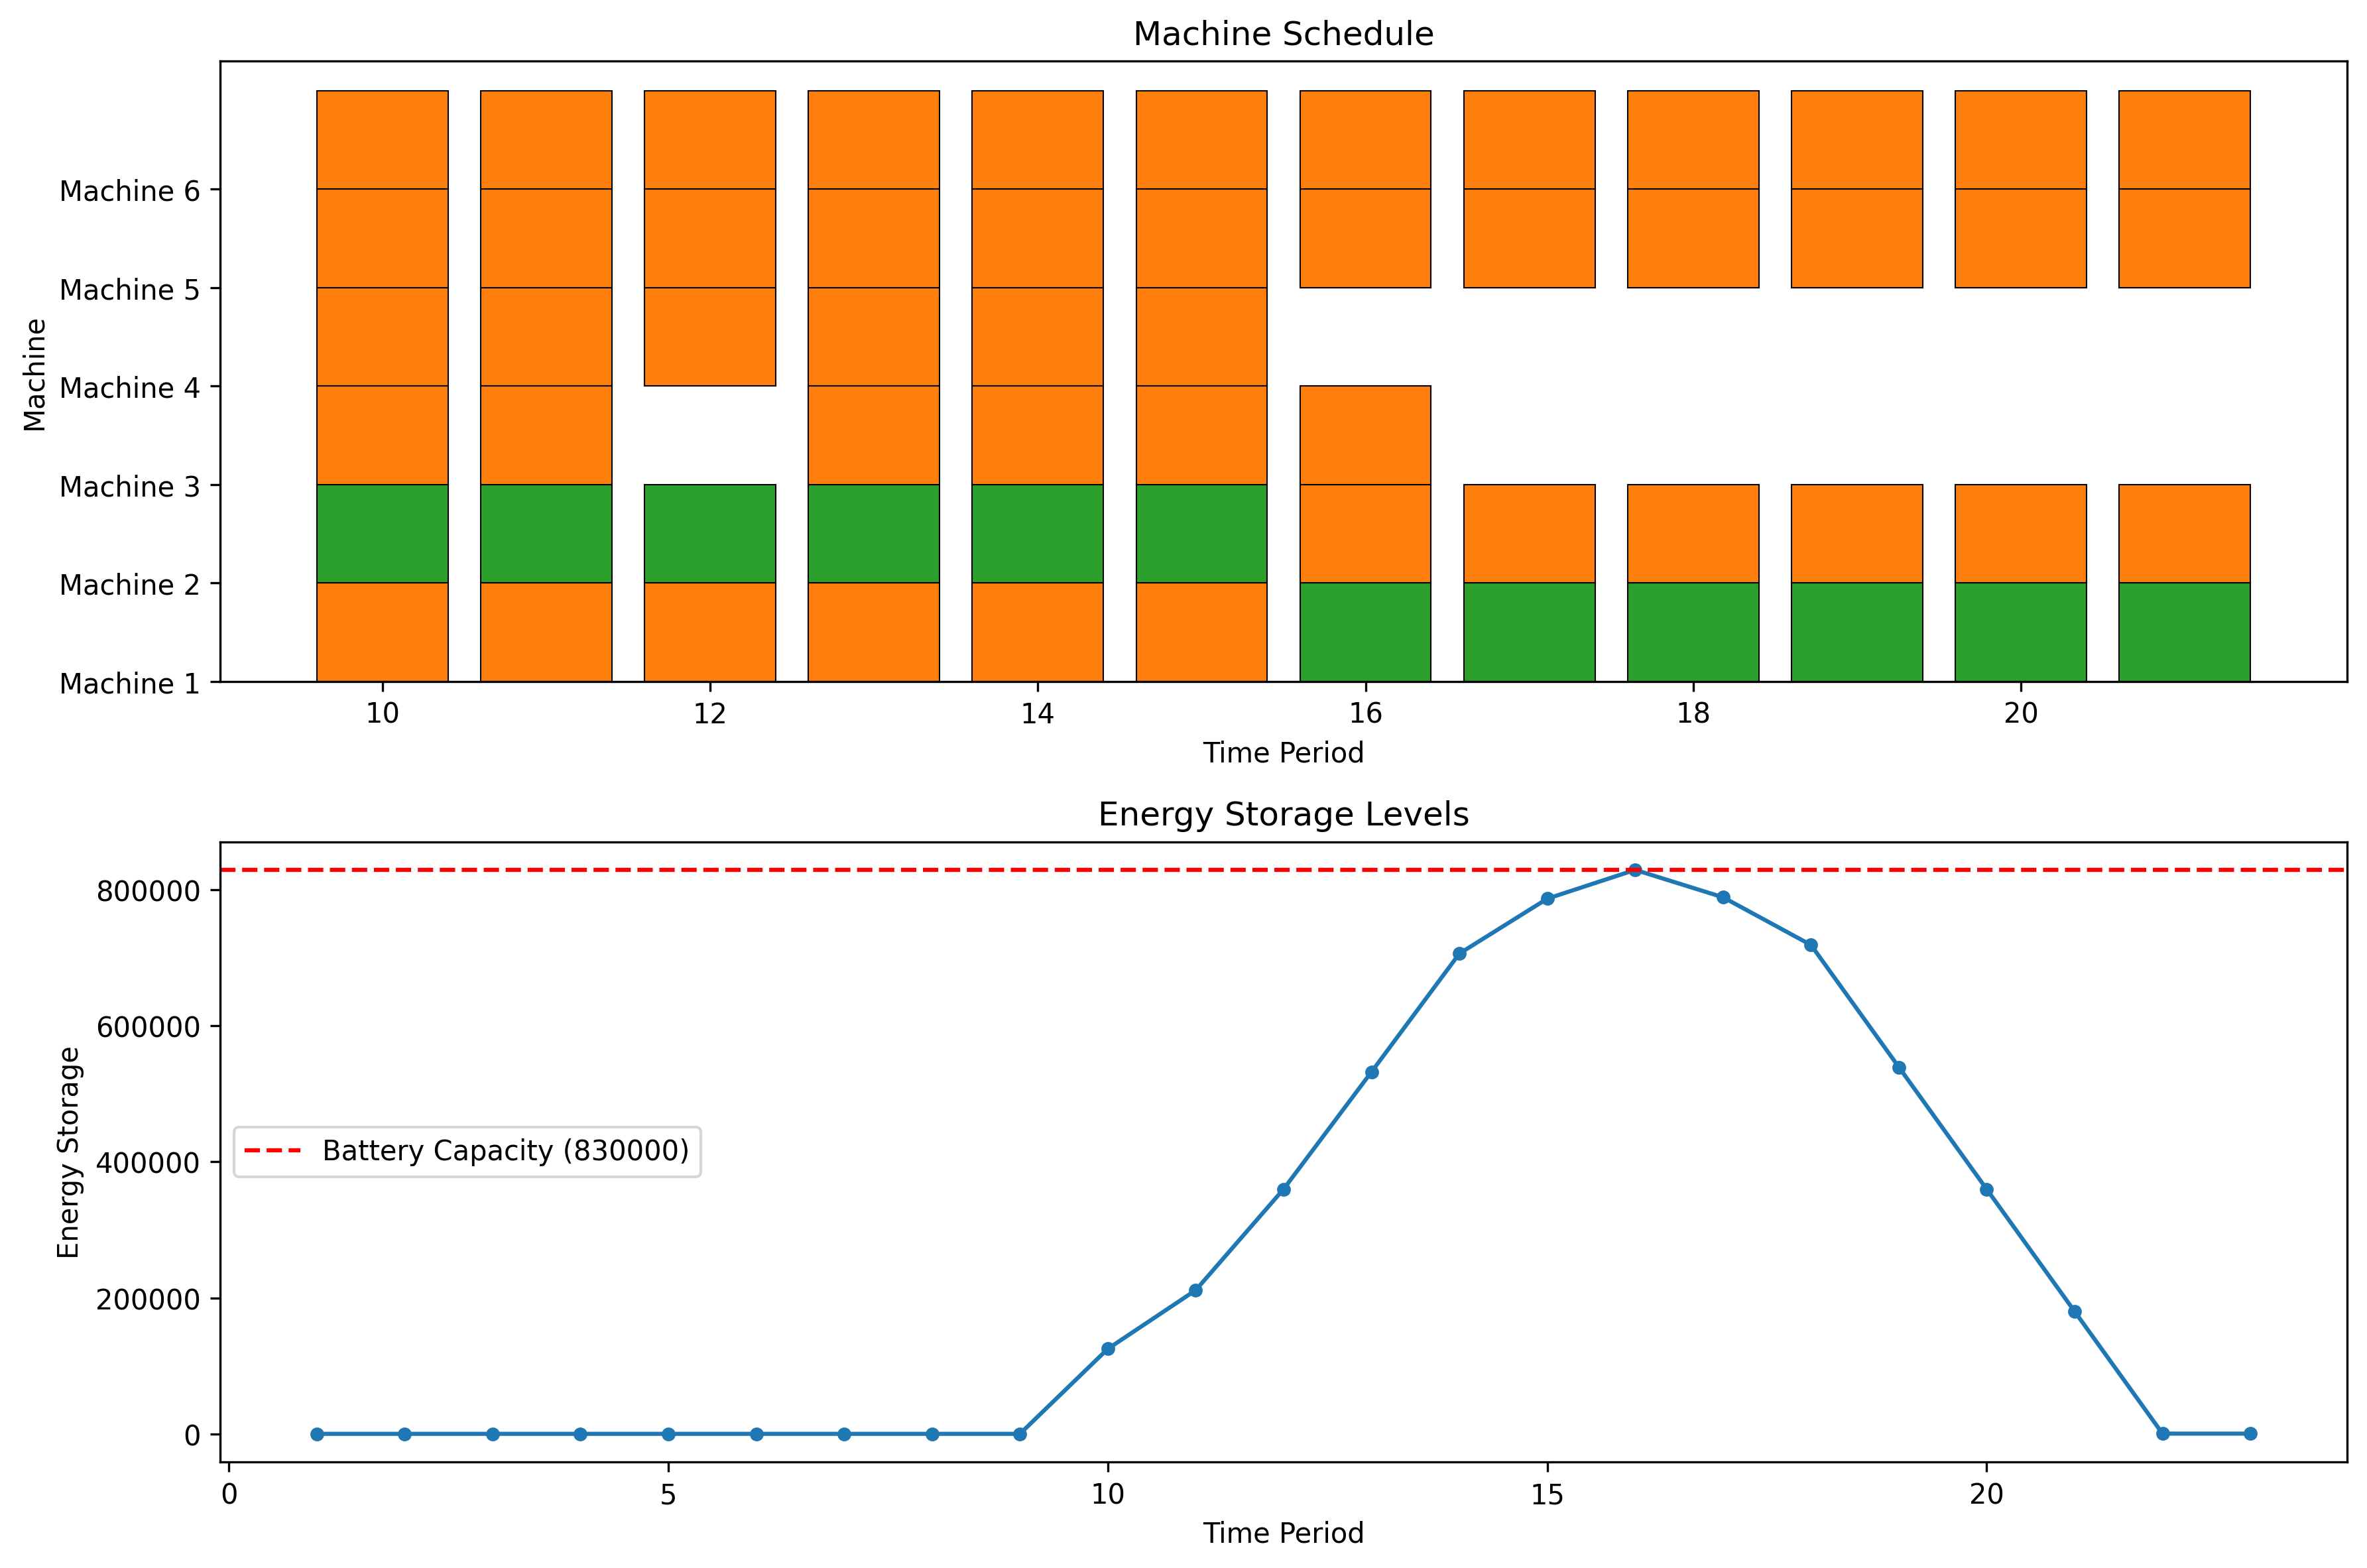 Machine Schedule
Machine 6
Machine 5
Machine 4
Machine 3
Machine 2
Machine 1
Machine
10 12 14 16 18 20
Time Period
Energy Storage Levels
800000
600000
400000
200000
0
Energy Storage
Battery Capacity (830000)
0 5 10 15 20
Time Period